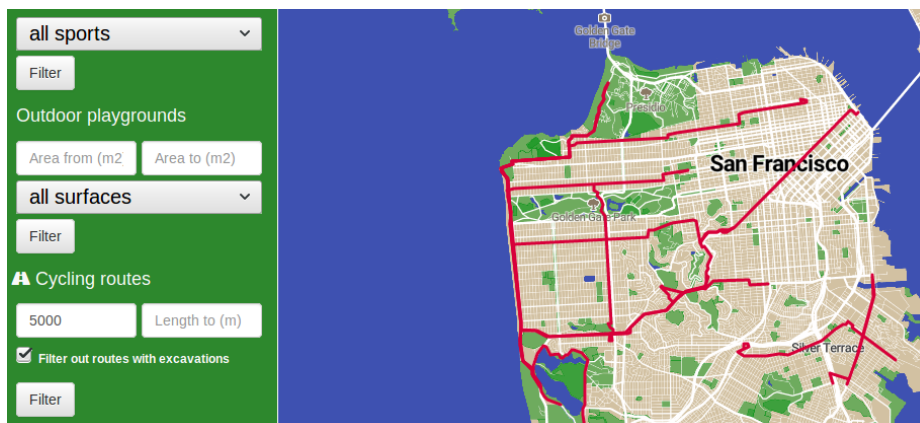 all sports
Filter
Outdoor playgrounds
Area from (m2
Area to (m2)
all surfaces
Filter
Cycling routes
5000
Length to (m)
Filter out routes with excavations
Filter
Golden Gate
Bridge
Presidio
San Francisco
Golden Gate Park
Silver Terrace